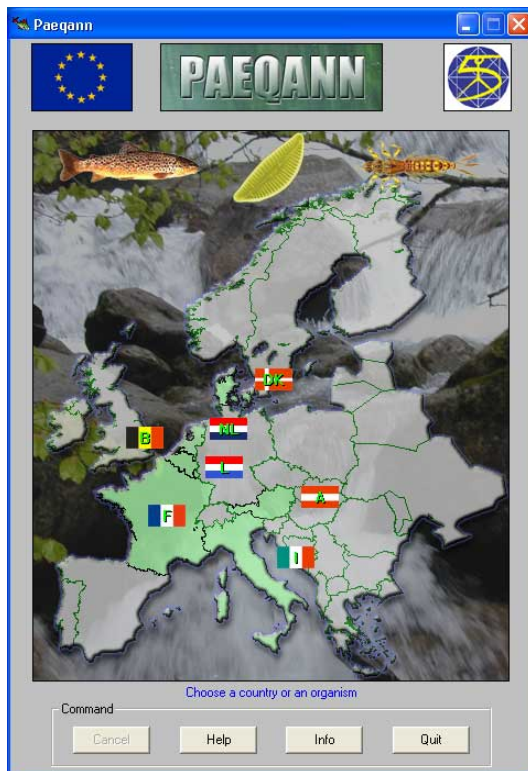 Paeqann
PAEQANN
DK
B
NL
L
A
F
I
Choose a country or an organism
Command
Cancel
Help
Info
Quit